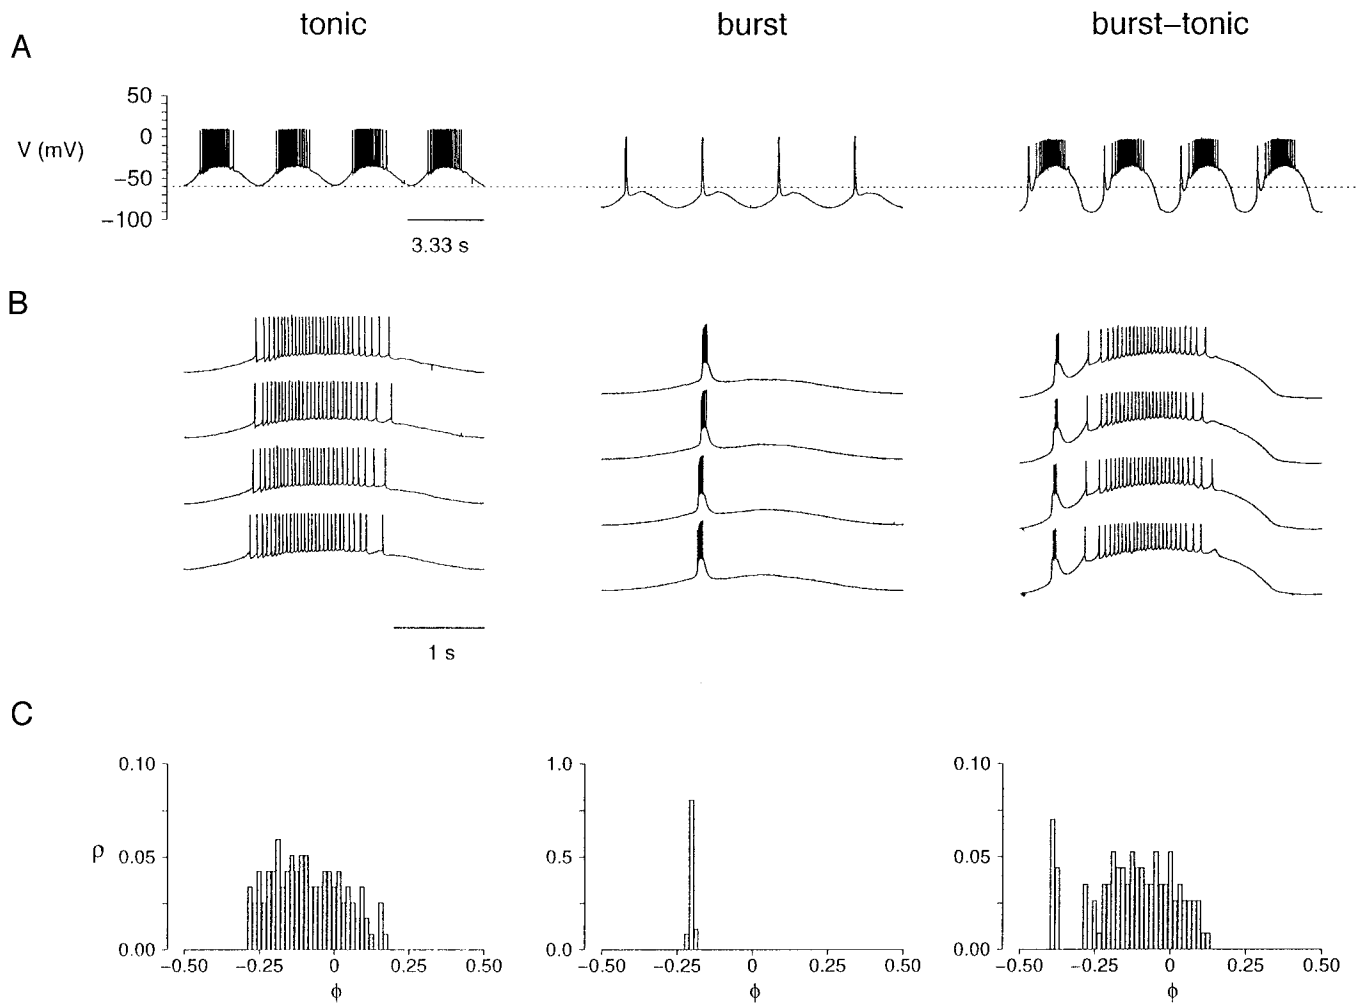 tonic burst burst–tonic
A
50
0
V (mV)
−50
−100
3.33 s
B
1 s
C
0.10 1.0 0.10
ρ 0.05 0.5 0.05
0.00 0.0 0.00
−0.50 −0.25 0 0.25 0.50 −0.50 −0.25 0 0.25 0.50 −0.50 −0.25 0 0.25 0.50
ϕ ϕ ϕ